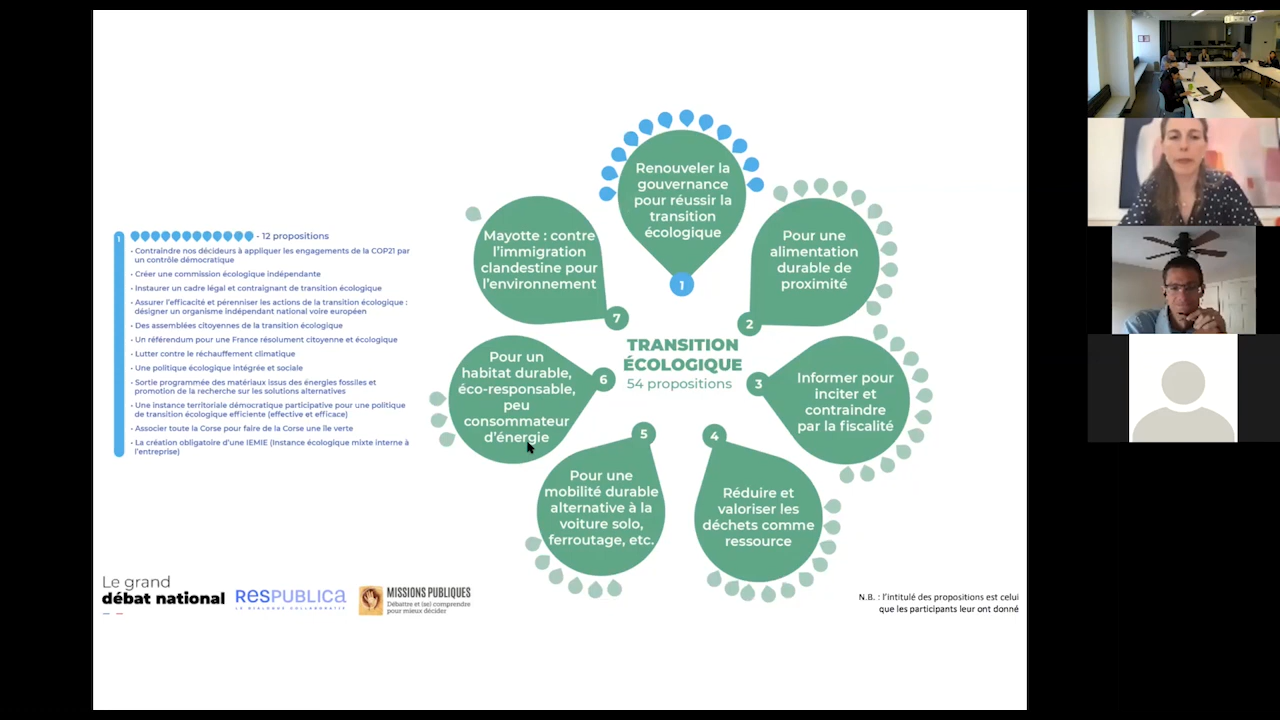 1
- 12 propositions
• Contraindre nos décideurs à appliquer les engagements de la COP21 par
un contrôle démocratique
• Créer une commission écologique indépendante
• Instaurer un cadre légal et contraignant de transition écologique
• Assurer l'efficacité et pérenniser les actions de la transition écologique :
désigner un organisme indépendant national voire européen
• Des assemblées citoyennes de la transition écologique
• Un référendum pour une France résolument citoyenne et écologique
• Lutter contre le réchauffement climatique
• Une politique écologique intégrée et sociale
• Sortie programmée des matériaux issus des énergies fossiles et
promotion de la recherche sur les solutions alternatives
• Une instance territoriale démocratique participative pour une politique
de transition écologique efficiente (effective et efficace)
• Associer toute la Corse pour faire de la Corse une île verte
• La création obligatoire d'une IEMIE (Instance écologique mixte interne à
l'entreprise)
Renouveler la
gouvernance
pour réussir la
transition
écologique
1
Pour une
alimentation
durable de
proximité
2
Informer pour
inciter et
contraindre
par la fiscalité
3
Réduire et
valoriser les
déchets comme
ressource
4
Pour une
mobilité durable
alternative à la
voiture solo,
ferroutage, etc.
5
Pour un
habitat durable,
éco-responsable,
peu
consommateur
d'énergie
6
Mayotte : contre
l'immigration
clandestine pour
l'environnement
7
TRANSITION
ÉCOLOGIQUE
54 propositions
Le grand
débat national
RESPUBLICA
LE DIALOGUE COLLABORATIF
MISSIONS PUBLIQUES
Débattre et (se) comprendre
pour mieux décider
N.B. : l'intitulé des propositions est celui
que les participants leur ont donné